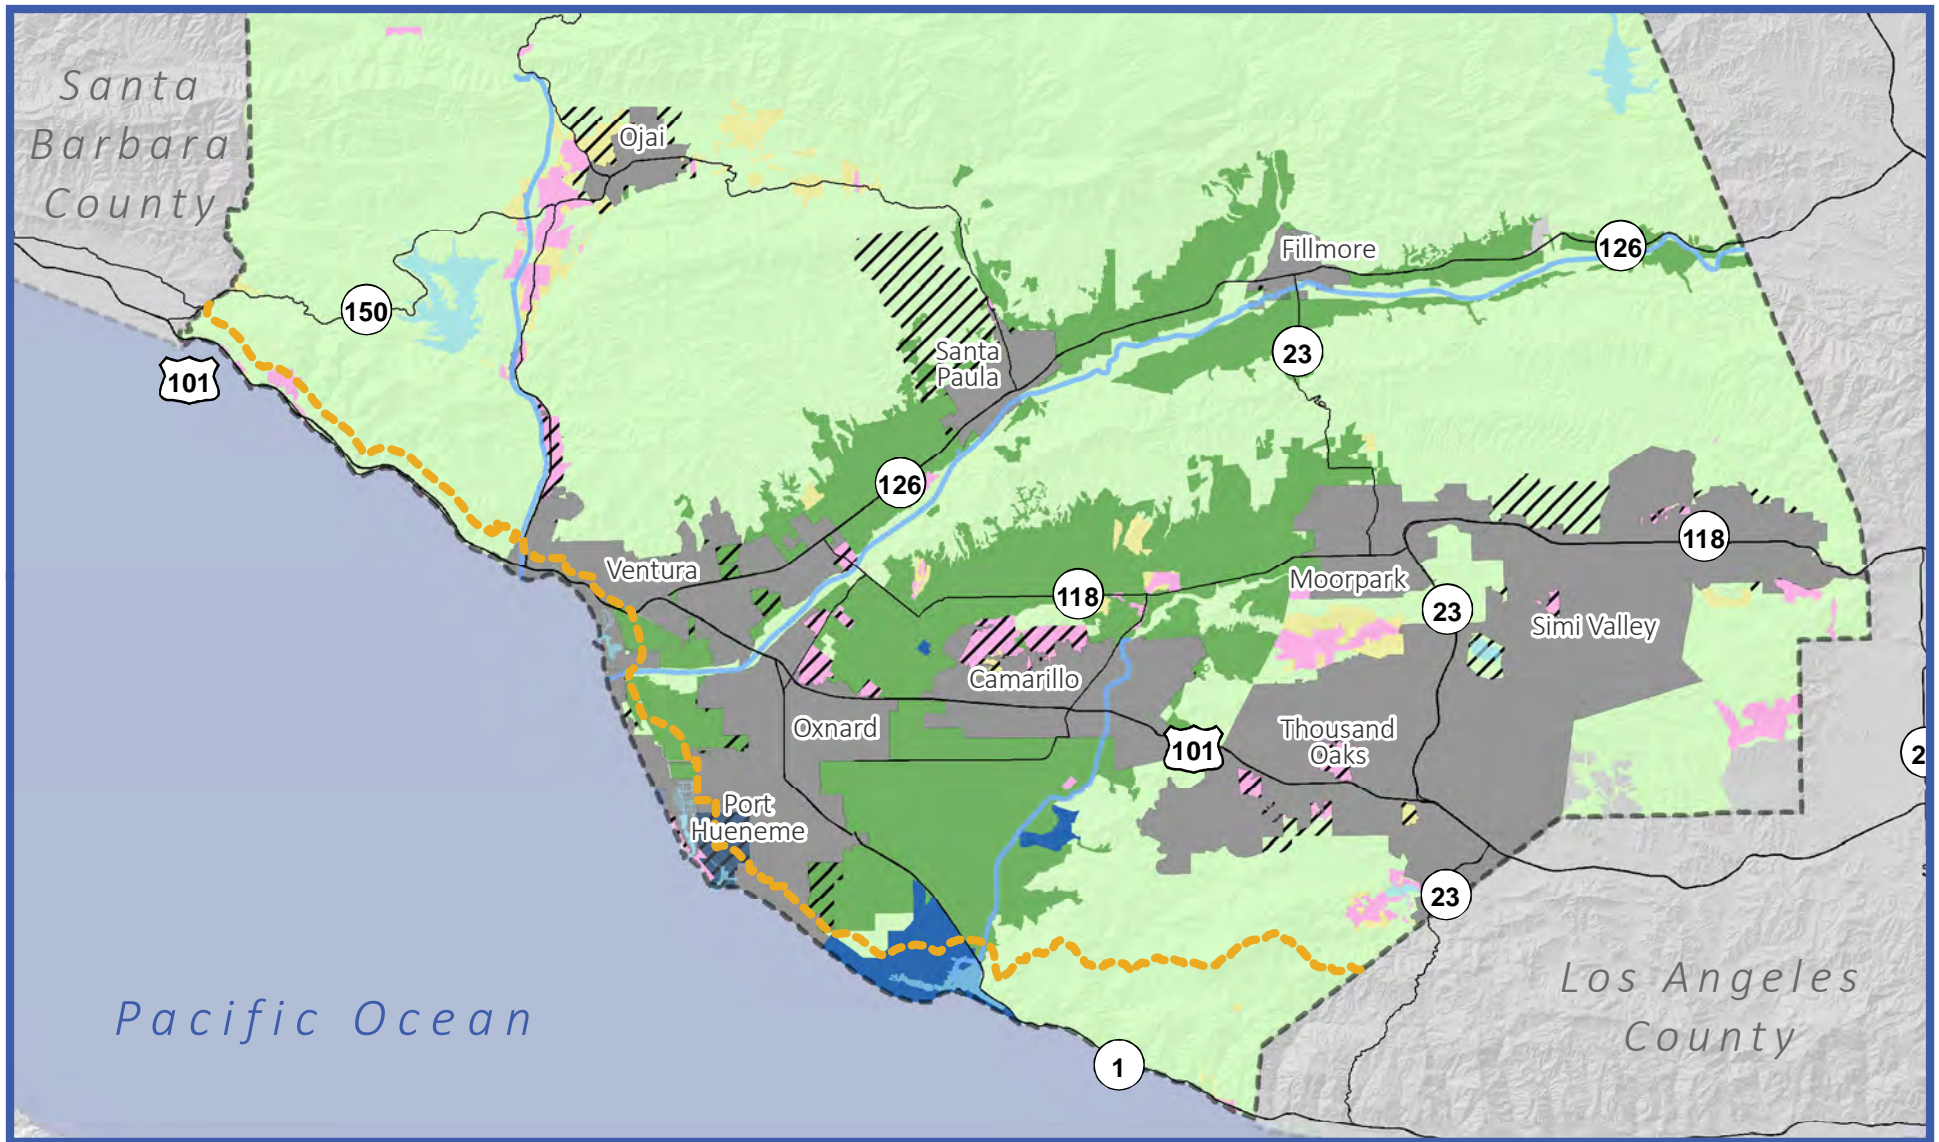 Santa
Barbara
County
Ojai
150
101
Santa
Paula
Fillmore
126
23
126
Ventura
118
Moorpark
118
23
Simi Valley
Camarillo
Oxnard
101
Thousand
Oaks
2
Port
Hueneme
23
Pacific Ocean
Los Angeles
County
1